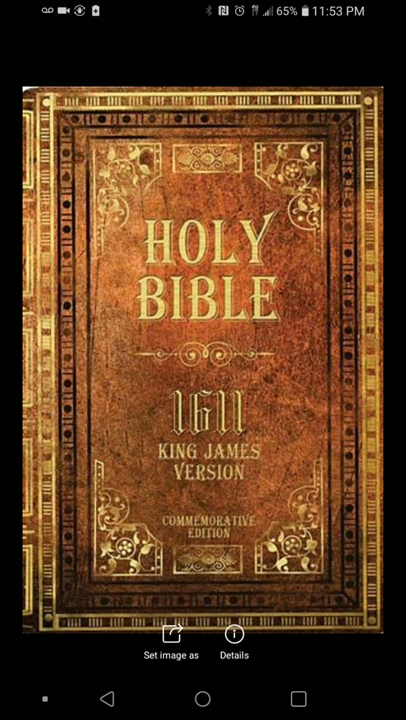 65% 11:53 PM
HOLY
BIBLE
1611
KING JAMES
VERSION
COMMEMORATIVE
EDITION
Set image as Details